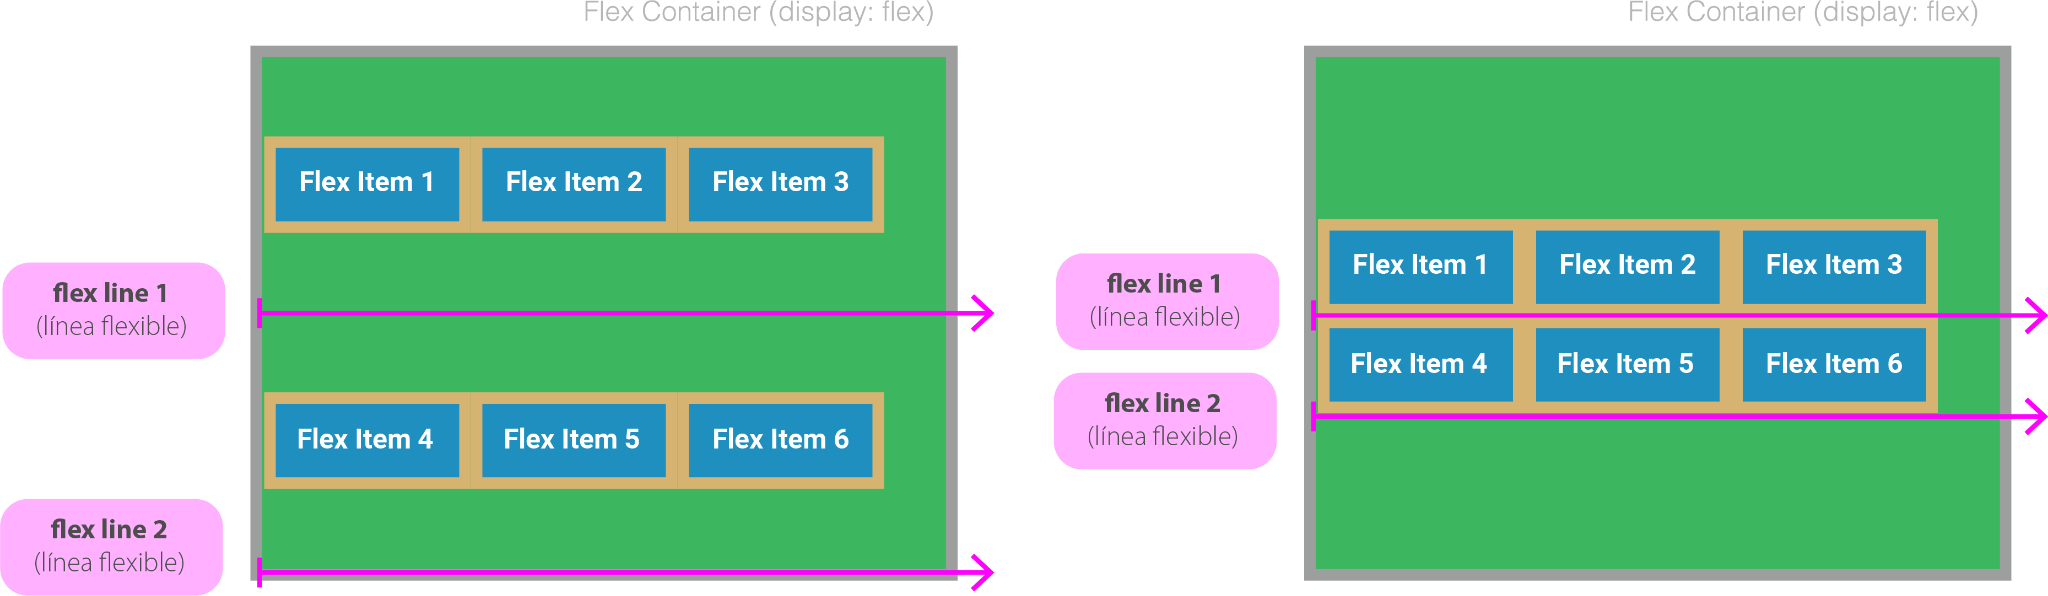 Flex Container (display: flex)
Flex Item 1
Flex Item 2
Flex Item 3
flex line 1
(línea flexible)
Flex Item 4
Flex Item 5
Flex Item 6
flex line 2
(línea flexible)
Flex Container (display: flex)
Flex Item 1
Flex Item 2
Flex Item 3
flex line 1
(línea flexible)
Flex Item 4
Flex Item 5
Flex Item 6
flex line 2
(línea flexible)